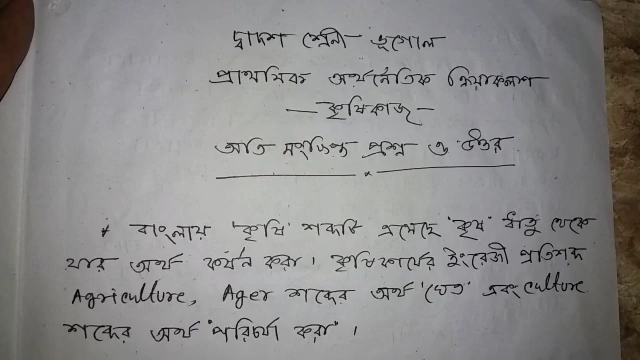 দ্বাদশ শ্রেনী ভূগোল
প্রাথমিক অর্থনৈতিক ক্রিয়াকলাপ
— কৃষিকাজ —
অতি সংক্ষিপ্ত প্রশ্ন ও উত্তর
* বাংলায় 'কৃষি' শব্দটি এসেছে 'কৃষ' ধাতু থেকে
যার অর্থ কর্ষন করা। কৃষিকার্যের ইংরেজী প্রতিশব্দ
Agriculture, Ager শব্দের অর্থ 'ক্ষেত' এবং culture
শব্দের অর্থ "পরিচর্যা করা"।